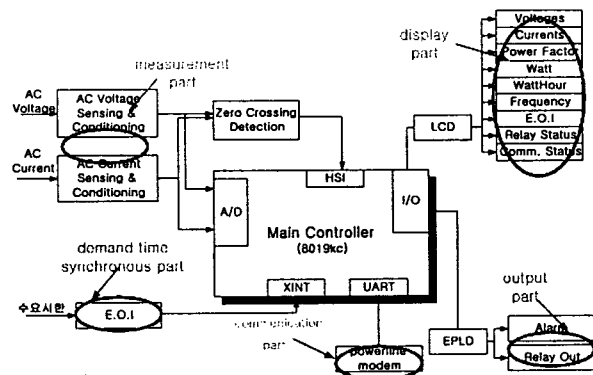 measurement
part
display
part
Voltages
Currents
Power Factor
Watt
WattHour
Frequency
E.O.I
Relay Status
Comm. Status
AC
Voltage
AC Voltage
Sensing &
Conditioning
Zero Crossing
Detection
LCD
AC
Current
AC Current
Sensing &
Conditioning
HSI
I/O
A/D
Main Controller
(8019kc)
demand time
synchronous part
XINT
UART
output
part
수요시한
E.O.I
communication
part
powerline
modem
EPLD
Alarm
Relay Out